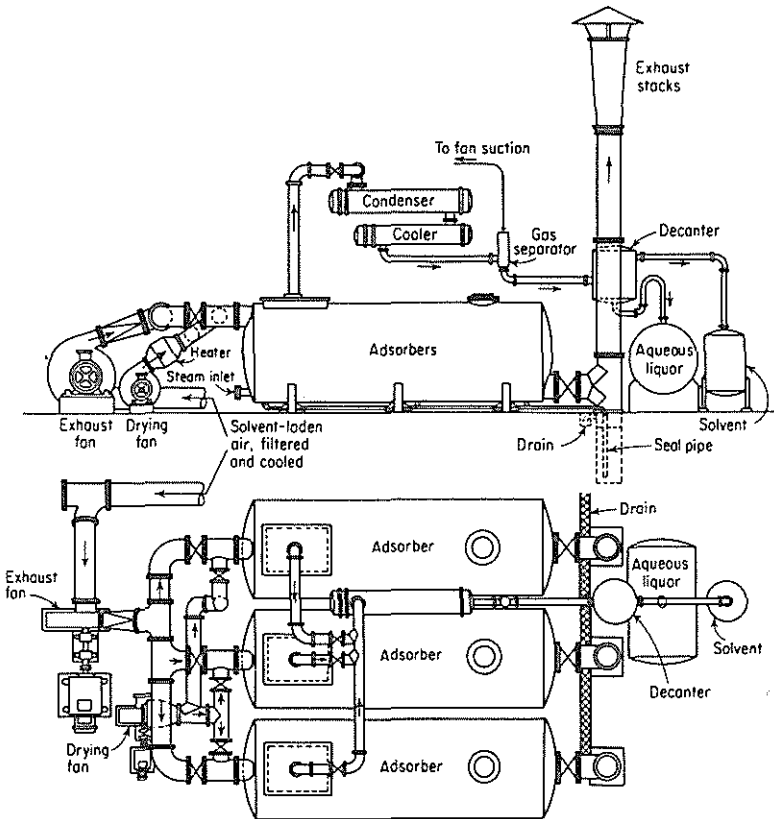 Exhaust
stacks
To fan suction
Condenser
Cooler
Gas
separator
Decanter
Heater
Adsorbers
Aqueous
liquor
Steam inlet
Exhaust
fan
Drying
fan
Solvent-laden
air, filtered
and cooled
Drain
Seal pipe
Solvent
Drain
Adsorber
Aqueous
liquor
Exhaust
fan
Adsorber
Solvent
Decanter
Drying
fan
Adsorber